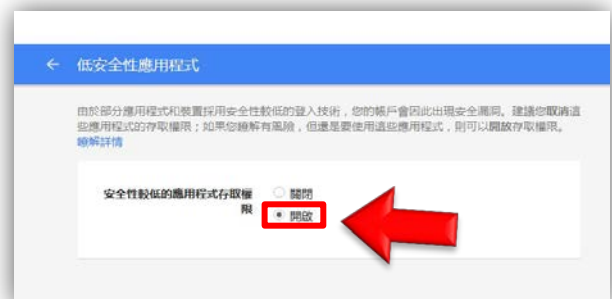 ← 低安全性應用程式
由於部分應用程式和裝置採用安全性較低的登入技術，您的帳戶會因此出現安全漏洞。建議您取消這
些應用程式的存取權限；如果您瞭解有風險，但還是要使用這些應用程式，則可以開放存取權限。
瞭解詳情
安全性較低的應用程式存取權
限
關閉
開啟